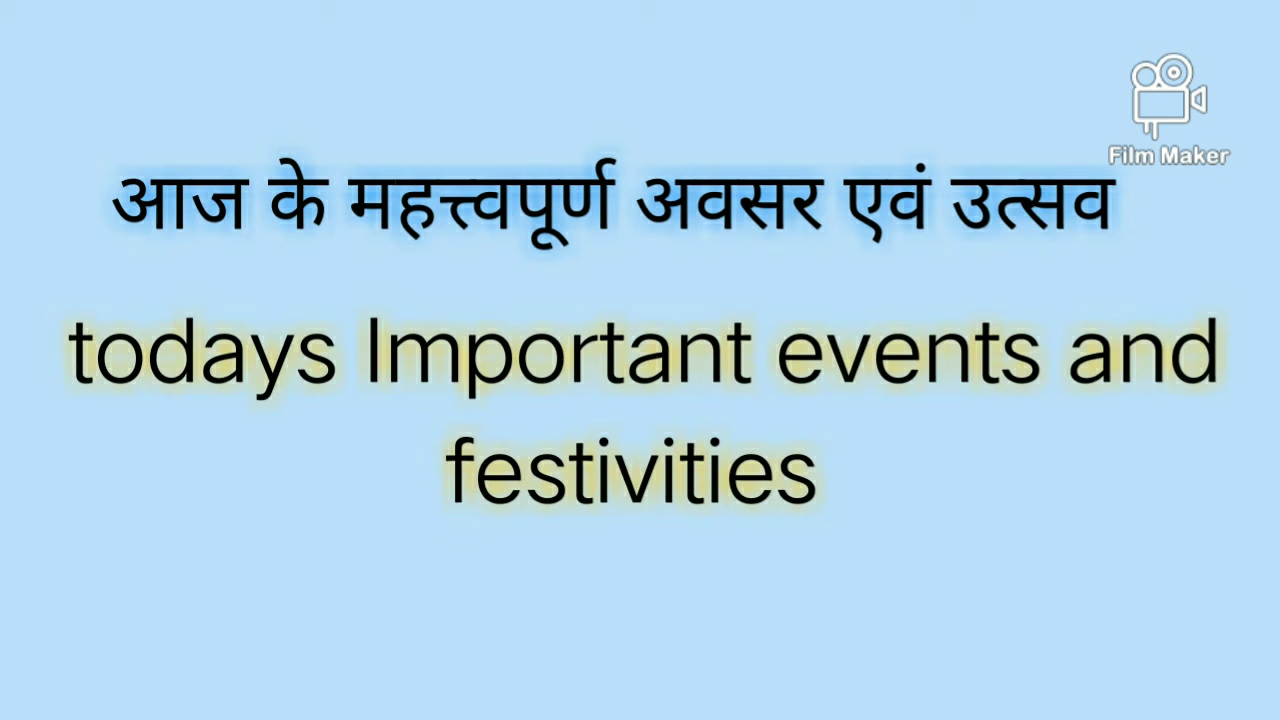 Film Maker
आज के महत्त्वपूर्ण अवसर एवं उत्सव
todays Important events and
festivities